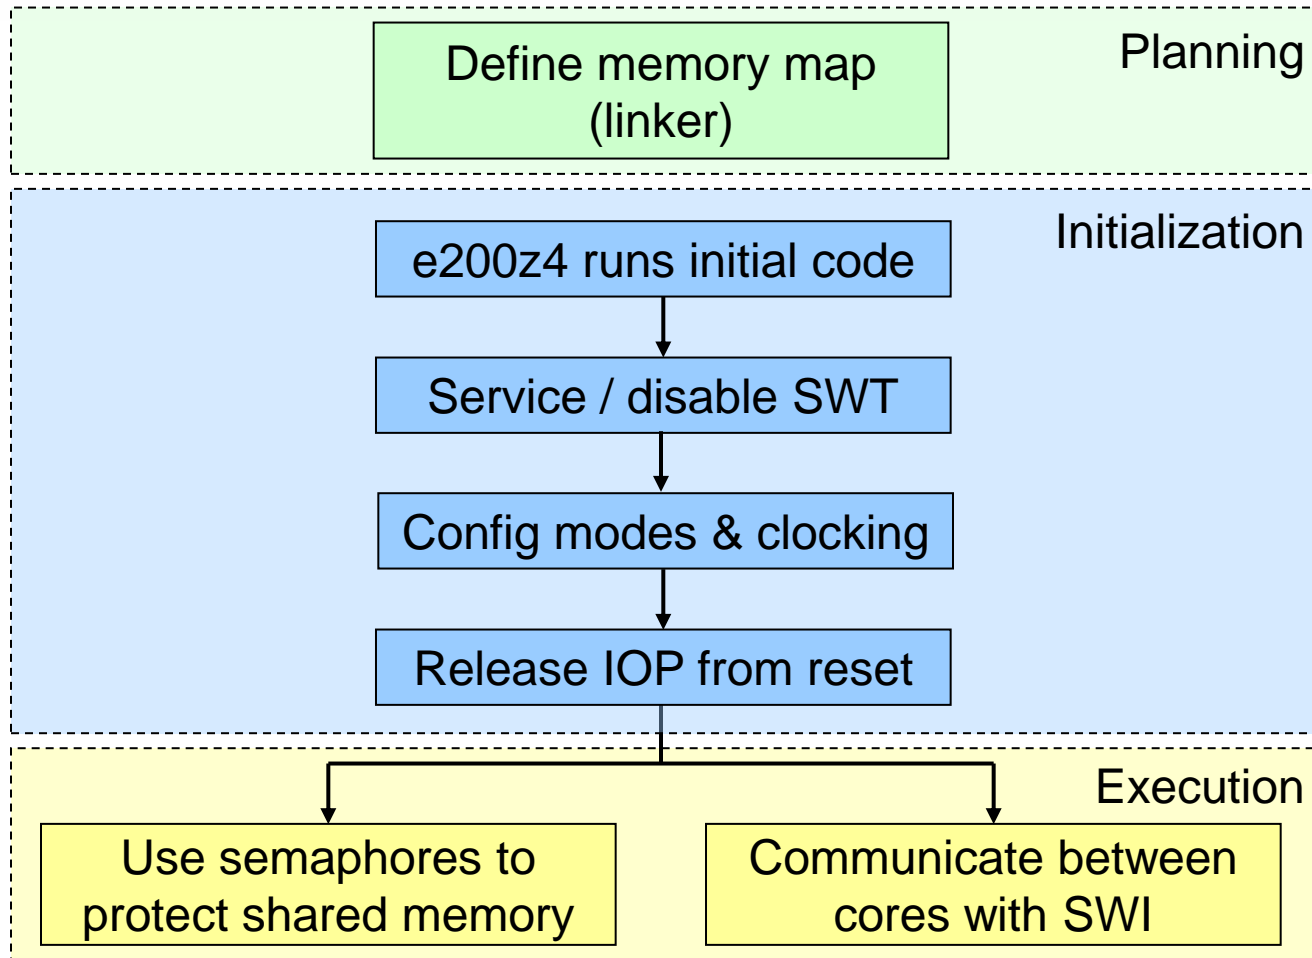 Planning
Define memory map
(linker)
Initialization
e200z4 runs initial code
Service / disable SWT
Config modes & clocking
Release IOP from reset
Execution
Use semaphores to
protect shared memory
Communicate between
cores with SWI